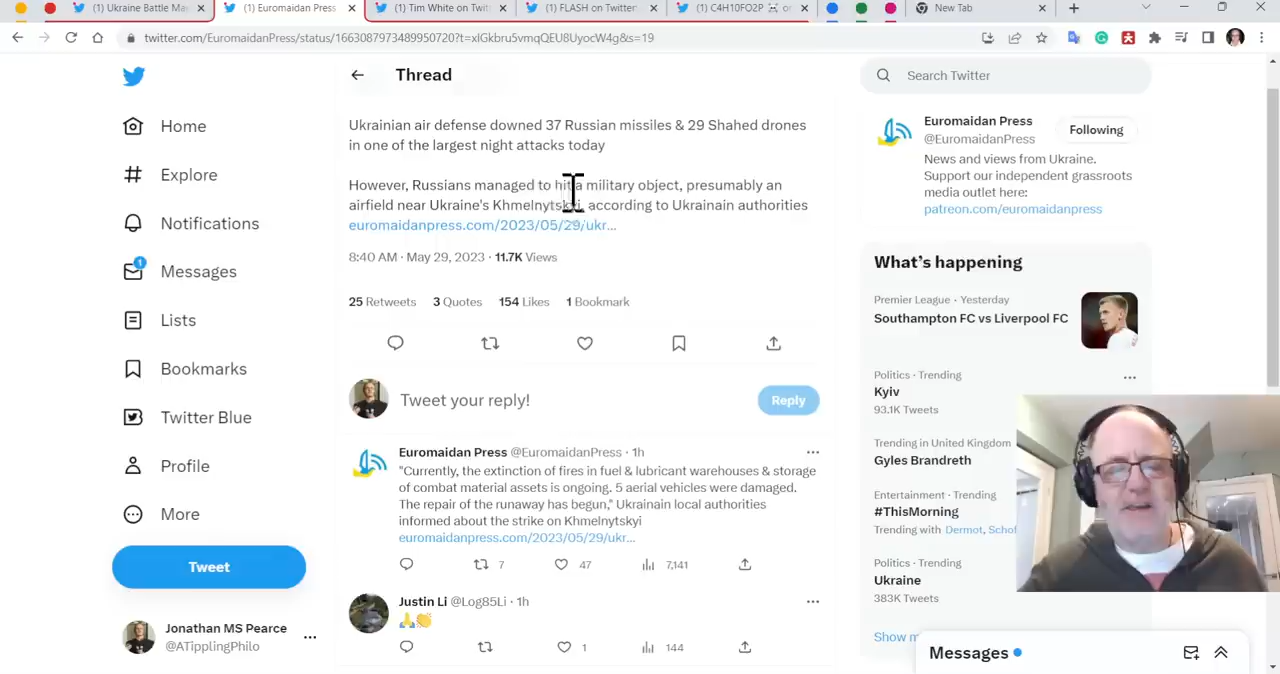 (1) Ukraine Battle Ma
(1) Euromaidan Press
(1) Tim White on Twit
(1) FLASH on Twitter
(1) C4H10FO2P
New Tab
twitter.com/EuromaidanPress/status/1663087973489950720?t=xIGkbru5vmqQEU8UyocW4g&s=19
Thread
Search Twitter
Home
Explore
Notifications
1
Messages
Lists
Bookmarks
Twitter Blue
Profile
More
Tweet
Jonathan MS Pearce
@ATipplingPhilo
Ukrainian air defense downed 37 Russian missiles & 29 Shahed drones
in one of the largest night attacks today
However, Russians managed to hit a military object, presumably an
airfield near Ukraine's Khmelnytskyi, according to Ukrainain authorities
euromaidanpress.com/2023/05/29/ukr...
8:40 AM · May 29, 2023 · 11.7K Views
25 Retweets 3 Quotes 154 Likes 1 Bookmark
Tweet your reply!
Reply
Euromaidan Press @EuromaidanPress · 1h
"Currently, the extinction of fires in fuel & lubricant warehouses & storage
of combat material assets is ongoing. 5 aerial vehicles were damaged.
The repair of the runaway has begun," Ukrainain local authorities
informed about the strike on Khmelnytskyi
euromaidanpress.com/2023/05/29/ukr...
7 47 7,141
Justin Li @Log85Li · 1h
🙏👏
1 144
Euromaidan Press
@EuromaidanPress
Following
News and views from Ukraine.
Support our independent grassroots
media outlet here:
patreon.com/euromaidanpress
What's happening
Premier League · Yesterday
Southampton FC vs Liverpool FC
Politics · Trending
Kyiv
93.1K Tweets
Trending in United Kingdom
Gyles Brandreth
Entertainment · Trending
#ThisMorning
Trending with Dermot, Schof
Politics · Trending
Ukraine
383K Tweets
Show m
Messages